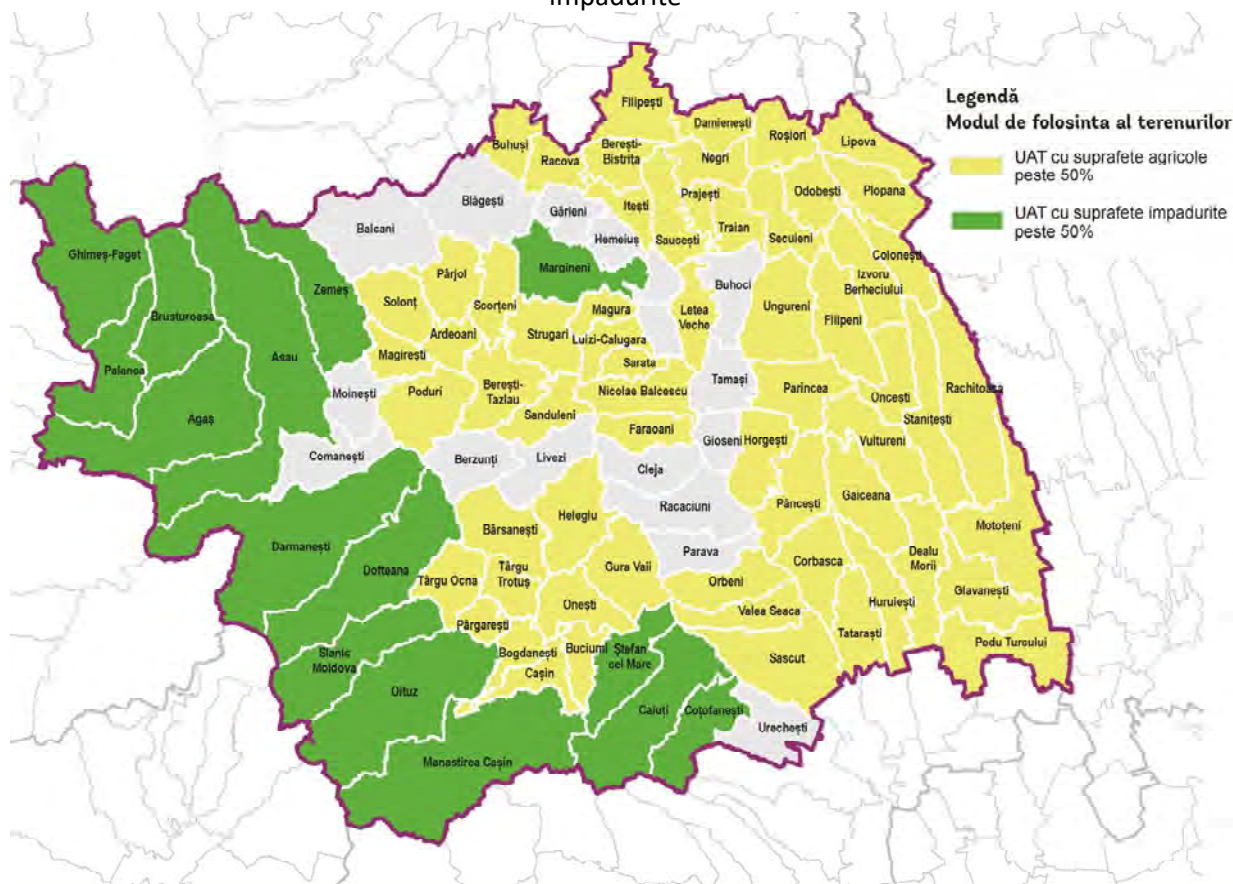 impadurite
Legendă
Modul de folosinta al terenurilor
UAT cu suprafete agricole
peste 50%
UAT cu suprafete impadurite
peste 50%
Filipești
Damienești
Roșiori
Lipova
Buhuși
Racova
Berești-
Bistrita
Negri
Odobești
Plopana
Blăgești
Gârleni
Itești
Prajești
Balcani
Hemeiuș
Saucești
Traian
Secuieni
Colonești
Ghimeș-Faget
Zemeș
Pârjol
Margineni
Buhoci
Izvoru
Berheciului
Solonț
Scorțeni
Magura
Letea
Veche
Ungureni
Filipeni
Brusturoasa
Asau
Ardeoani
Strugari
Luizi-Calugara
Magirești
Sarata
Palanca
Moinești
Poduri
Berești-
Tazlau
Nicolae Balcescu
Tamași
Parincea
Oncești
Rachitoasa
Agaș
Sanduleni
Faraoani
Stanițești
Gioseni
Horgești
Vultureni
Comanești
Berzunți
Livezi
Cleja
Racaciuni
Pâncești
Gaiceana
Bârsanești
Helegiu
Motoțeni
Darmanești
Parava
Dofteana
Târgu Ocna
Târgu
Trotuș
Gura Vaii
Orbeni
Corbasca
Dealu
Morii
Onești
Valea Seaca
Huruiești
Glavanești
Pârgarești
Tatarașți
Podu Turcului
Slanic
Moldova
Bogdanești
Buciumi
Ștefan
cel Mare
Sascut
Cașin
Oituz
Caiuți
Coțofanești
Urechești
Manastirea Cașin